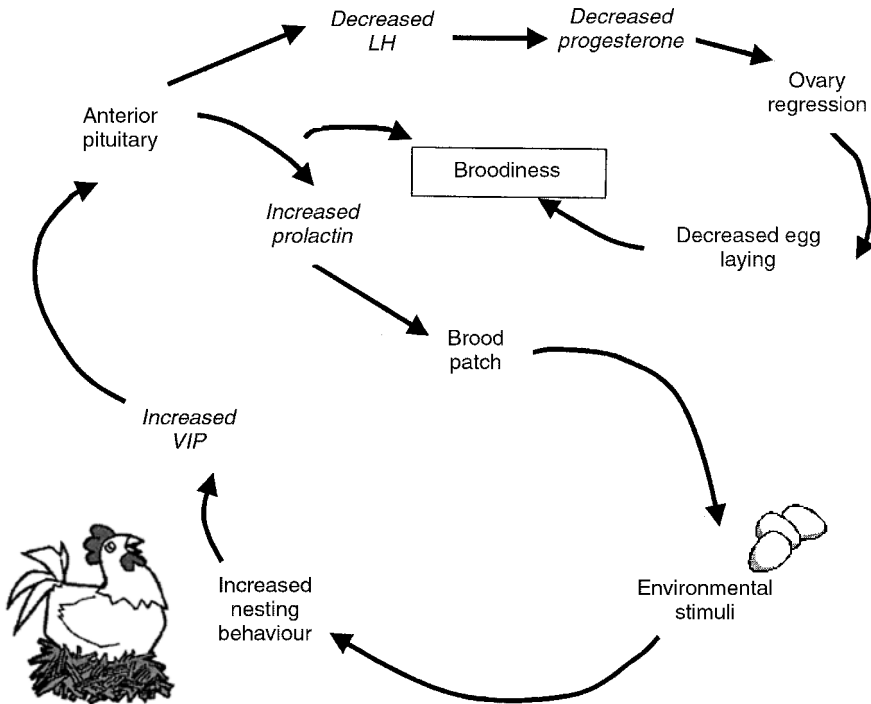 Decreased
LH
Decreased
progesterone
Ovary
regression
Anterior
pituitary
Broodiness
Increased
prolactin
Decreased egg
laying
Brood
patch
Increased
VIP
Increased
nesting
behaviour
Environmental
stimuli